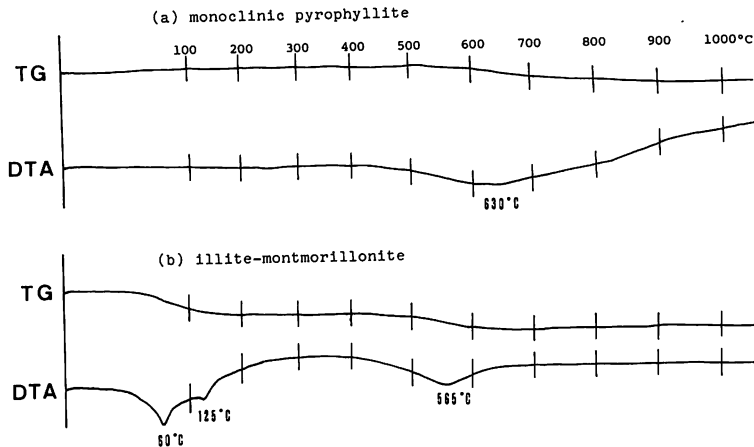 (a) monoclinic pyrophyllite
100 200 300 400 500 600 700 800 900 1000°C
TG
DTA
630°C
(b) illite-montmorillonite
TG
DTA
125°C
565°C
60°C